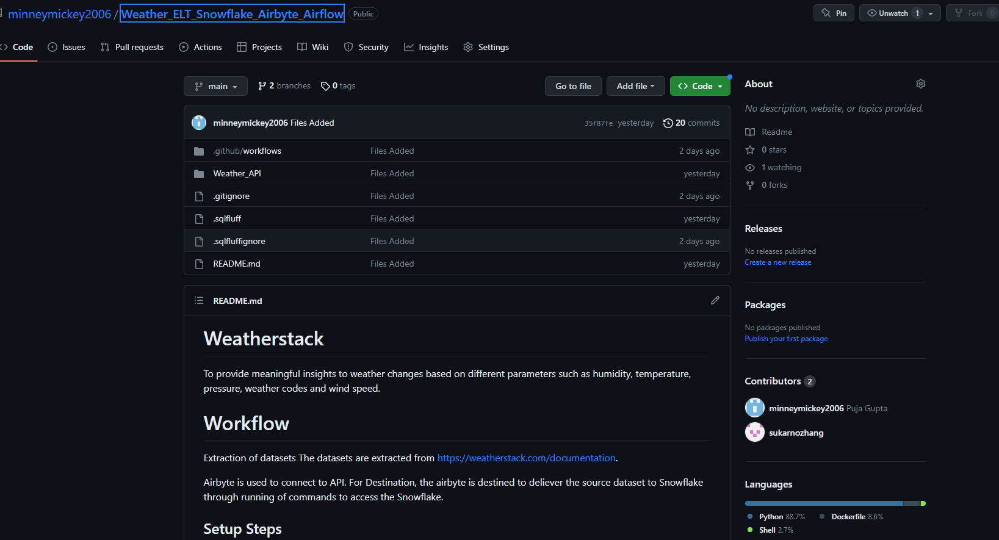 minneymickey2006 / Weather_ELT_Snowflake_Airbyte_Airflow Public
Pin Unwatch 1 Fork 0
Code Issues Pull requests Actions Projects Wiki Security Insights Settings
main 2 branches 0 tags Go to file Add file Code
minneymickey2006 Files Added 35f87fe yesterday 20 commits
.github/workflows Files Added 2 days ago
Weather_API Files Added yesterday
.gitignore Files Added 2 days ago
.sqlfluff Files Added yesterday
.sqlfluffignore Files Added 2 days ago
README.md Files Added yesterday
README.md
Weatherstack
To provide meaningful insights to weather changes based on different parameters such as humidity, temperature,
pressure, weather codes and wind speed.
Workflow
Extraction of datasets The datasets are extracted from https://weatherstack.com/documentation.
Airbyte is used to connect to API. For Destination, the airbyte is destined to deliever the source dataset to Snowflake
through running of commands to access the Snowflake.
Setup Steps
About
No description, website, or topics provided.
Readme
0 stars
1 watching
0 forks
Releases
No releases published
Create a new release
Packages
No packages published
Publish your first package
Contributors 2
minneymickey2006 Puja Gupta
sukarnozhang
Languages
Python 88.7% Dockerfile 8.6%
Shell 2.7%